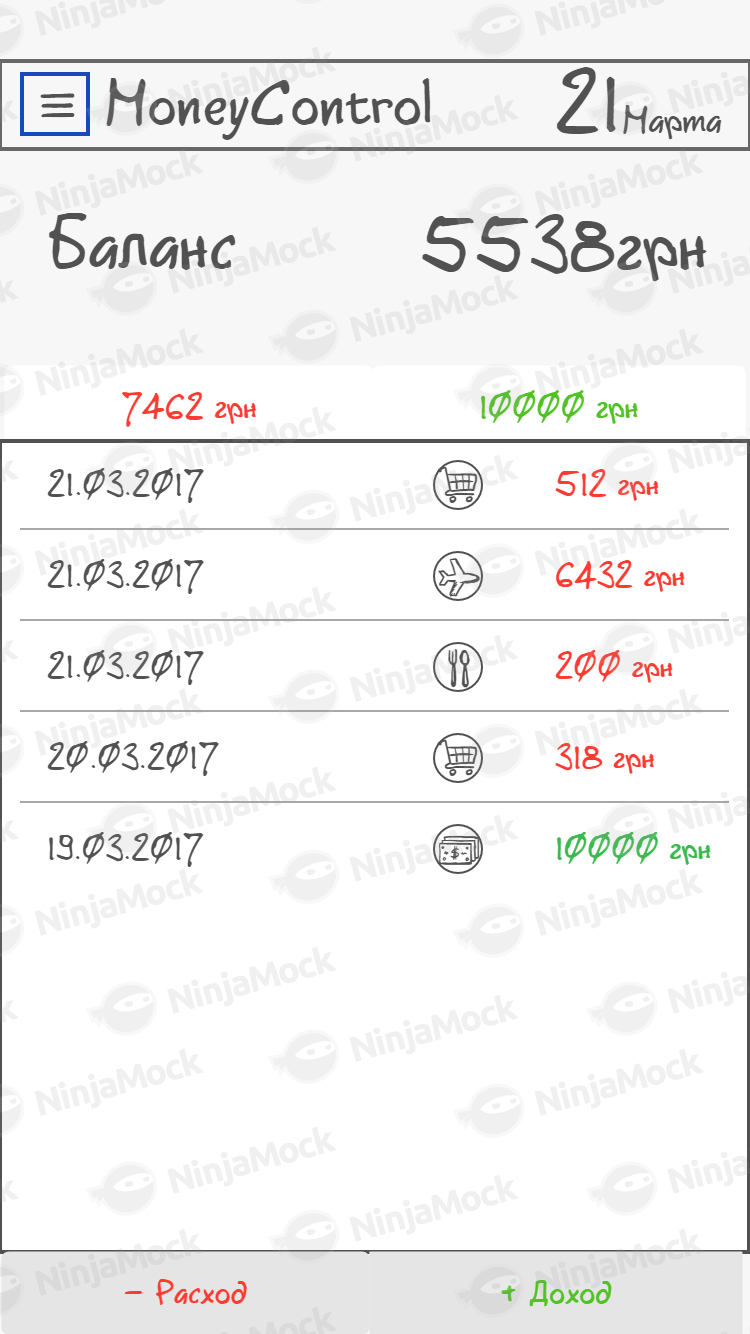 MoneyControl 21 Марта
Баланс 5538грн
7462 грн 10000 грн
21.03.2017 512 грн
21.03.2017 6432 грн
21.03.2017 200 грн
20.03.2017 318 грн
19.03.2017 $ 10000 грн
- Расход + Доход
NinjaMock